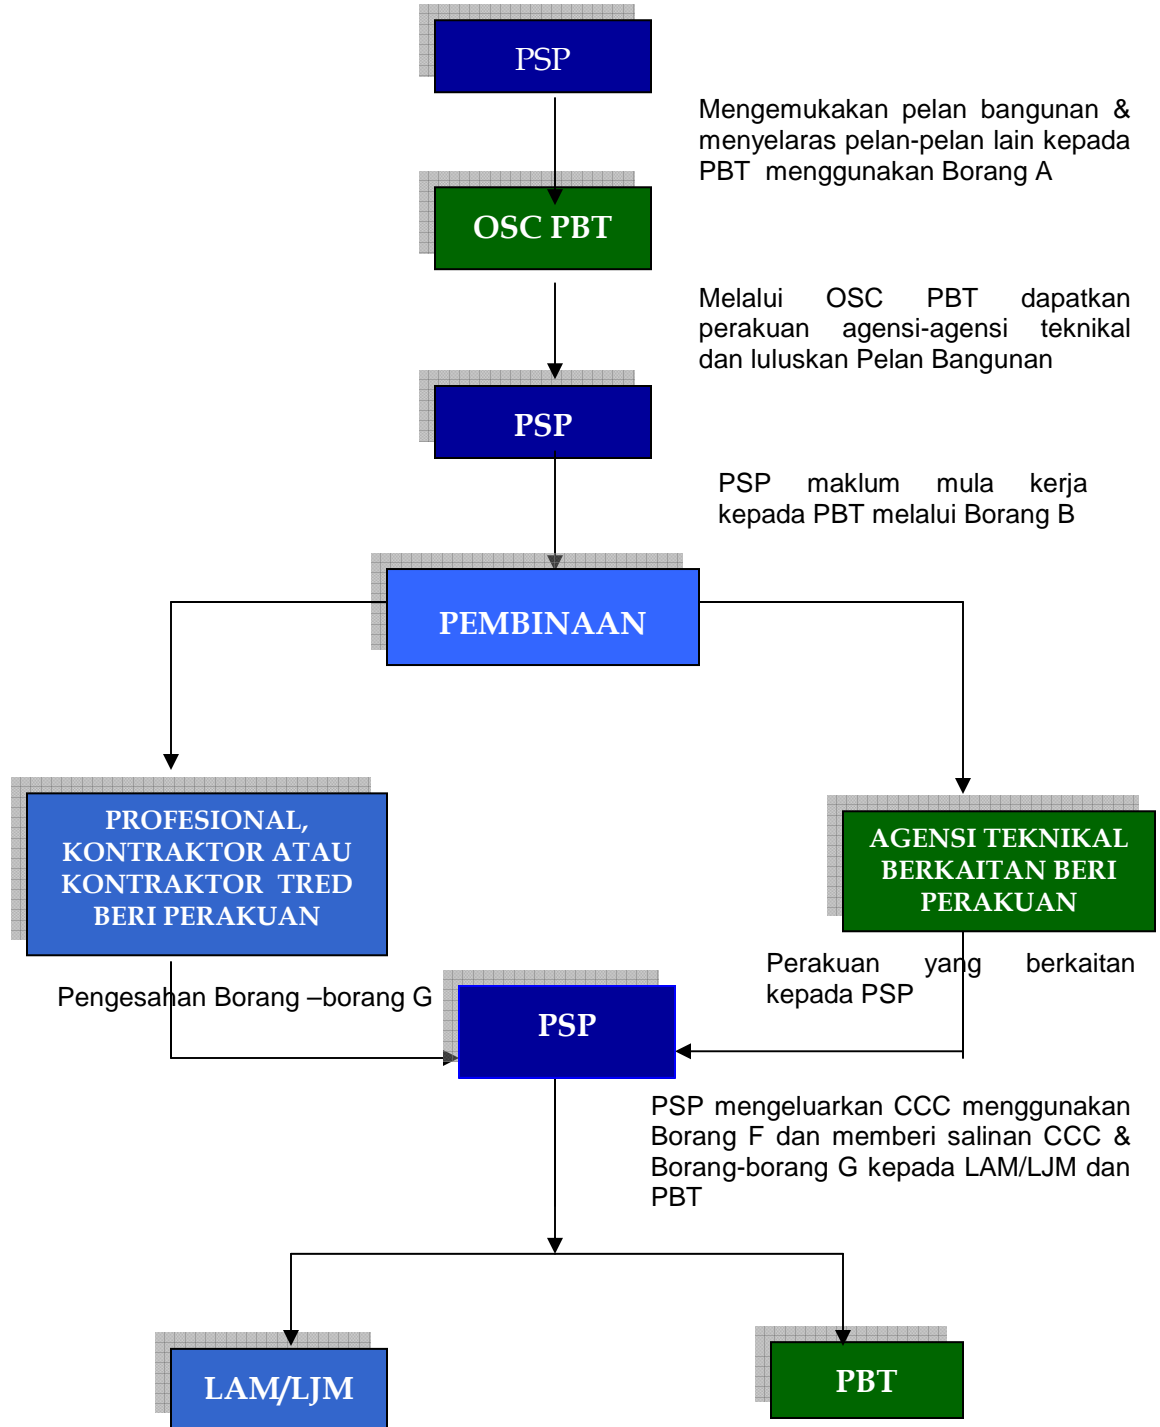 PSP
Mengemukakan pelan bangunan &
menyelaras pelan-pelan lain kepada
PBT menggunakan Borang A
OSC PBT
Melalui OSC PBT dapatkan
perakuan agensi-agensi teknikal
dan luluskan Pelan Bangunan
PSP
PSP maklum mula kerja
kepada PBT melalui Borang B
PEMBINAAN
PROFESIONAL,
KONTRAKTOR ATAU
KONTRAKTOR TRED
BERI PERAKUAN
AGENSI TEKNIKAL
BERKAITAN BERI
PERAKUAN
Pengesahan Borang –borang G
Perakuan yang berkaitan
kepada PSP
PSP
PSP mengeluarkan CCC menggunakan
Borang F dan memberi salinan CCC &
Borang-borang G kepada LAM/LJM dan
PBT
LAM/LJM
PBT